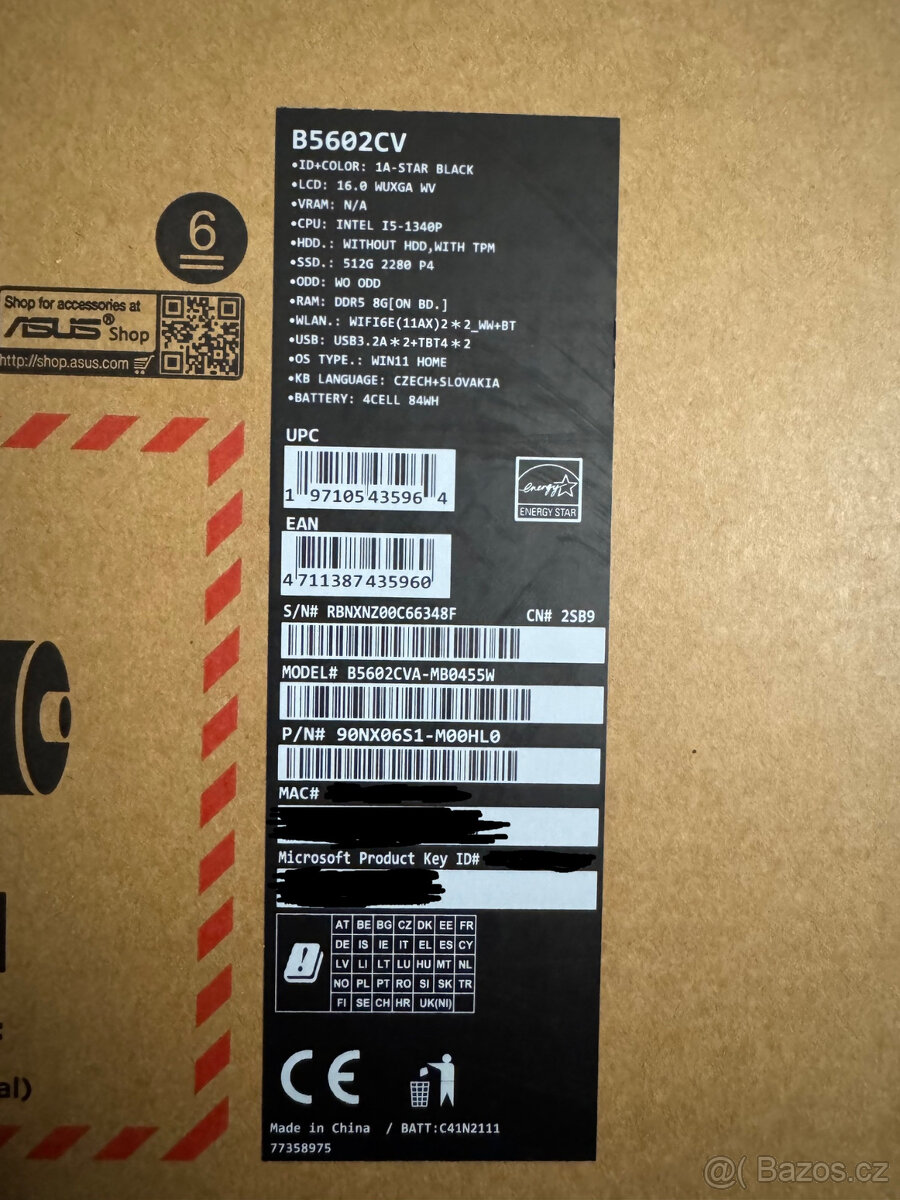 B5602CV
•ID+COLOR: 1A-STAR BLACK
•LCD: 16.0 WUXGA WV
•VRAM: N/A
•CPU: INTEL I5-1340P
•HDD.: WITHOUT HDD,WITH TPM
•SSD.: 512G 2280 P4
•ODD: WO ODD
•RAM: DDR5 8G[ON BD.]
•WLAN.: WIFI6E(11AX)2*2_WW+BT
•USB: USB3.2A*2+TBT4*2
•OS TYPE.: WIN11 HOME
•KB LANGUAGE: CZECH+SLOVAKIA
•BATTERY: 4CELL 84WH
6
Shop for accessories at
ASUS® Shop
http://shop.asus.com
UPC
1 97105 43596 4
ENERGY STAR
EAN
4711387435960
S/N# RBNXNZ00C66348F CN# 2SB9
MODEL# B5602CVA-MB0455W
P/N# 90NX06S1-M00HL0
MAC#
Microsoft Product Key ID#
AT BE BG CZ DK EE FR
DE IS IE IT EL ES CY
LV LI LT LU HU MT NL
NO PL PT RO SI SK TR
FI SE CH HR UK(NI)
al)
CE
Made in China / BATT:C41N2111
77358975
@( Bazos.cz